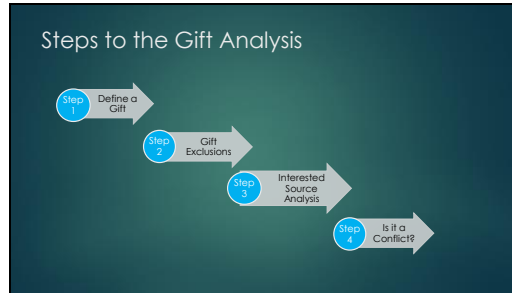 Steps to the Gift Analysis
Step
1
Define a
Gift
Step
2
Gift
Exclusions
Step
3
Interested
Source
Analysis
Step
4
Is it a
Conflict?